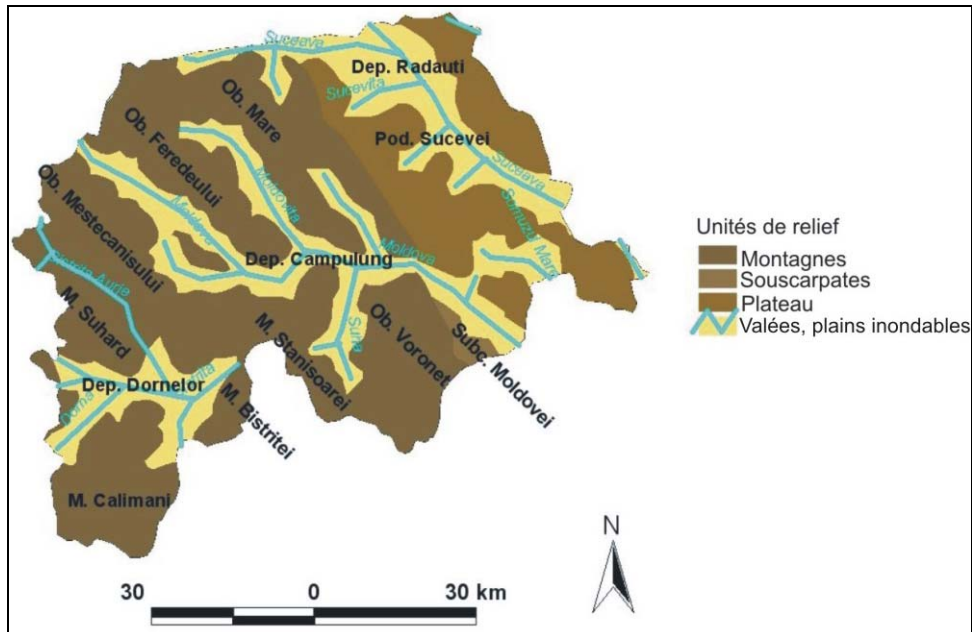 Suceava
Dep. Radauti
Sucevita
Ob. Mare
Pod. Sucevei
Ob. Feredeului
Suceava
Moldovita
Ob. Mestecanisului
Moldova
Somuzul Mare
Dep. Campulung
Moldova
Bistrita Aurie
M. Suhard
M. Stanisoarei
Suha
Ob. Voronet
Subc. Moldovei
Dep. Dornelor
Dorna
M. Bistritei
M. Calimani
Unités de relief
Montagnes
Souscarpates
Plateau
Valées, plains inondables
N
30 0 30 km